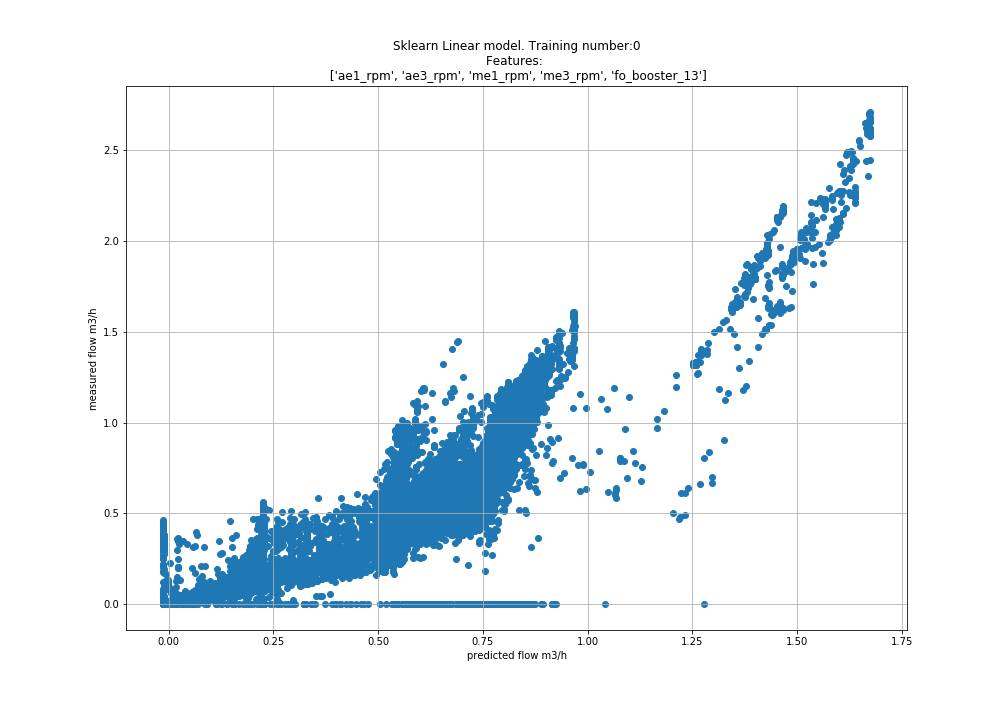 Sklearn Linear model. Training number:0
Features:
['ae1_rpm', 'ae3_rpm', 'me1_rpm', 'me3_rpm', 'fo_booster_13']
measured flow m3/h
2.5
2.0
1.5
1.0
0.5
0.0
0.00 0.25 0.50 0.75 1.00 1.25 1.50 1.75
predicted flow m3/h